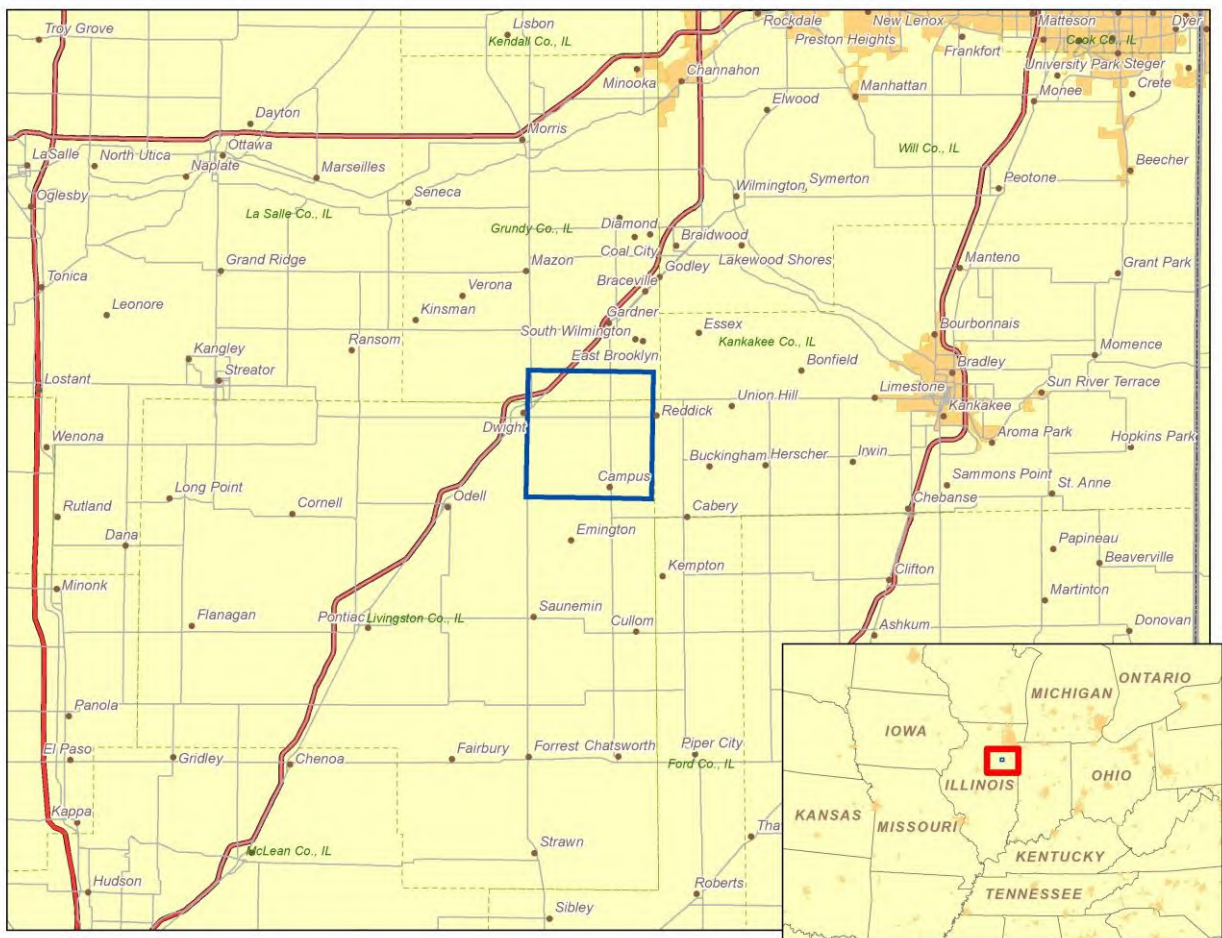 Troy Grove
Lisbon
Kendall Co., IL
Rockdale
New Lenox
Matteson
Dyer
Preston Heights
Frankfort
Cook Co., IL
Minooka
Channahon
University Park
Steger
Manhattan
Monee
Crete
Dayton
Elwood
Morris
LaSalle
North Utica
Ottawa
Naplate
Marseilles
Will Co., IL
Beecher
Oglesby
Seneca
Wilmington
Symerton
Peotone
La Salle Co., IL
Grundy Co., IL
Diamond
Coal City
Braidwood
Lakewood Shores
Tonica
Grand Ridge
Mazon
Godley
Manteno
Grant Park
Leonore
Verona
Braceville
Kinsman
Gardner
South Wilmington
Essex
Bourbonnais
Kangley
Ransom
East Brooklyn
Kankakee Co., IL
Momence
Streator
Bonfield
Bradley
Lostant
Limestone
Sun River Terrace
Union Hill
Kankakee
Reddick
Dwight
Wenona
Aroma Park
Hopkins Park
Buckingham
Herscher
Irwin
Campus
Sammons Point
Long Point
Odell
St. Anne
Rutland
Cornell
Cabery
Chebanse
Dana
Emington
Papineau
Beaverville
Minonk
Kempton
Clifton
Martinton
Flanagan
Pontiac
Livingston Co., IL
Saunemin
Cullom
Ashkum
Donovan
Panola
El Paso
Gridley
Chenoa
Fairbury
Forrest
Chatsworth
Piper City
Ford Co., IL
Kappa
McLean Co., IL
Strawn
Tha
Hudson
Roberts
Sibley
MICHIGAN
ONTARIO
IOWA
ILLINOIS
OHIO
KANSAS
MISSOURI
KENTUCKY
TENNESSEE